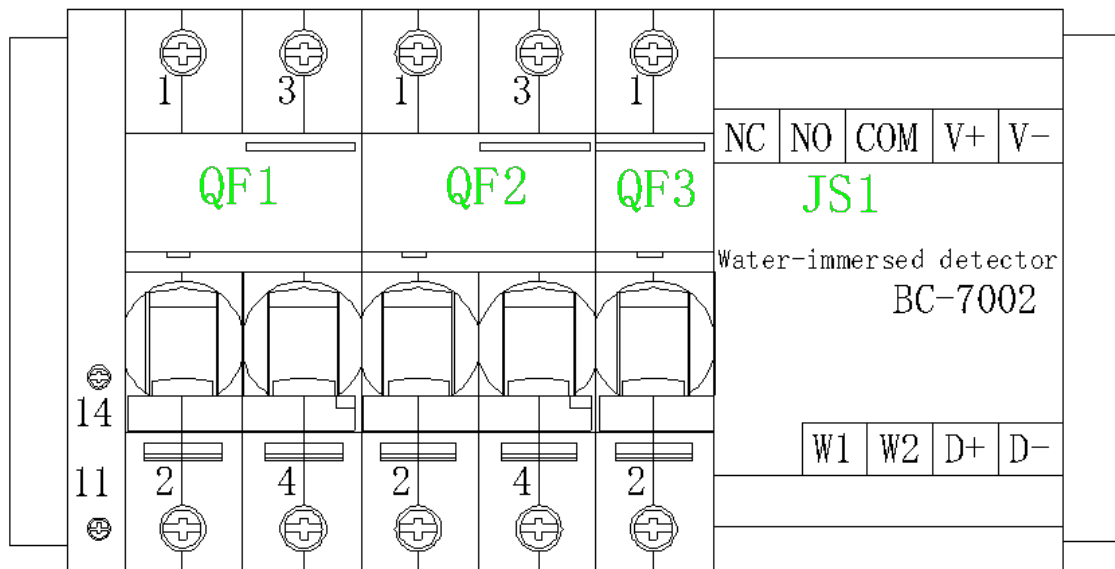 1 3 1 3 1
NC NO COM V+ V-
QF1 QF2 QF3 JS1
Water-immersed detector
BC-7002
14
W1 W2 D+ D-
11 2 4 2 4 2